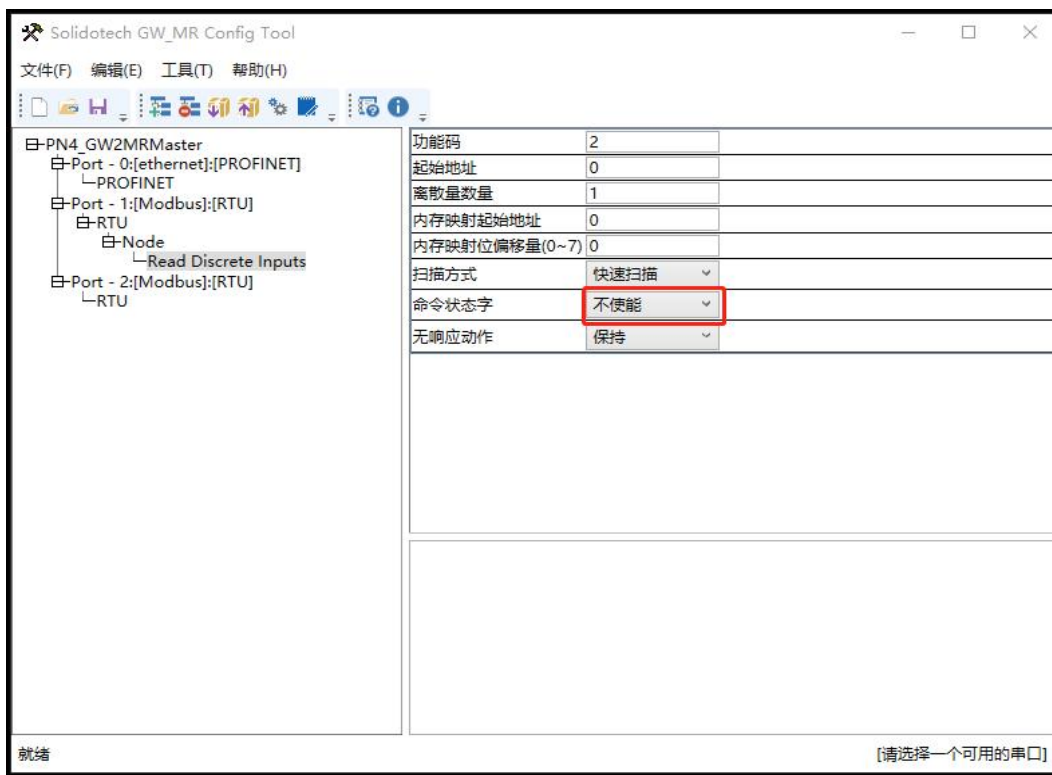 Solidotech GW_MR Config Tool
文件(F) 编辑(E) 工具(T) 帮助(H)
PN4_GW2MRMaster
Port - 0:[ethernet]:[PROFINET]
PROFINET
Port - 1:[Modbus]:[RTU]
RTU
Node
Read Discrete Inputs
Port - 2:[Modbus]:[RTU]
RTU
功能码 2
起始地址 0
离散量数量 1
内存映射起始地址 0
内存映射位偏移量(0~7) 0
扫描方式 快速扫描
命令状态字 不使能
无响应动作 保持
就绪 [请选择一个可用的串口]